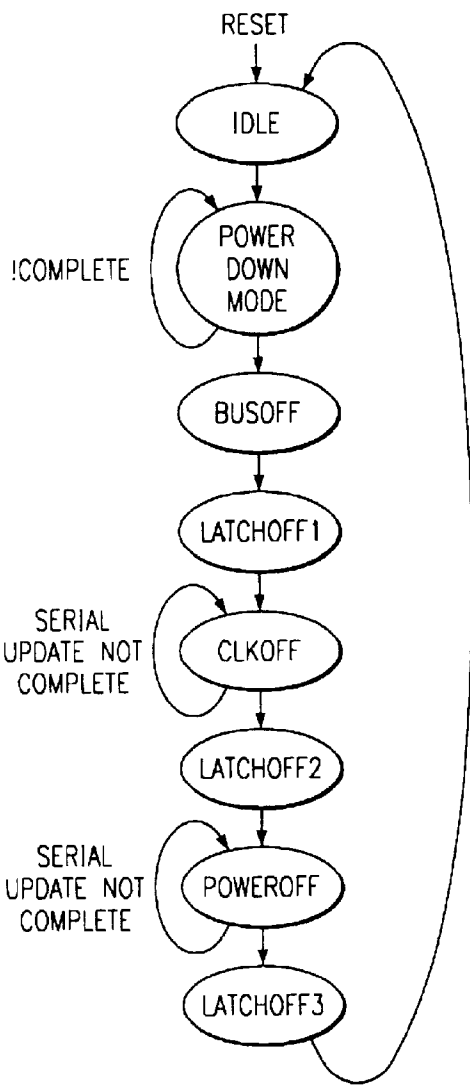 RESET
IDLE
!COMPLETE
POWER
DOWN
MODE
BUSOFF
LATCHOFF1
SERIAL
UPDATE NOT
COMPLETE
CLKOFF
LATCHOFF2
SERIAL
UPDATE NOT
COMPLETE
POWEROFF
LATCHOFF3